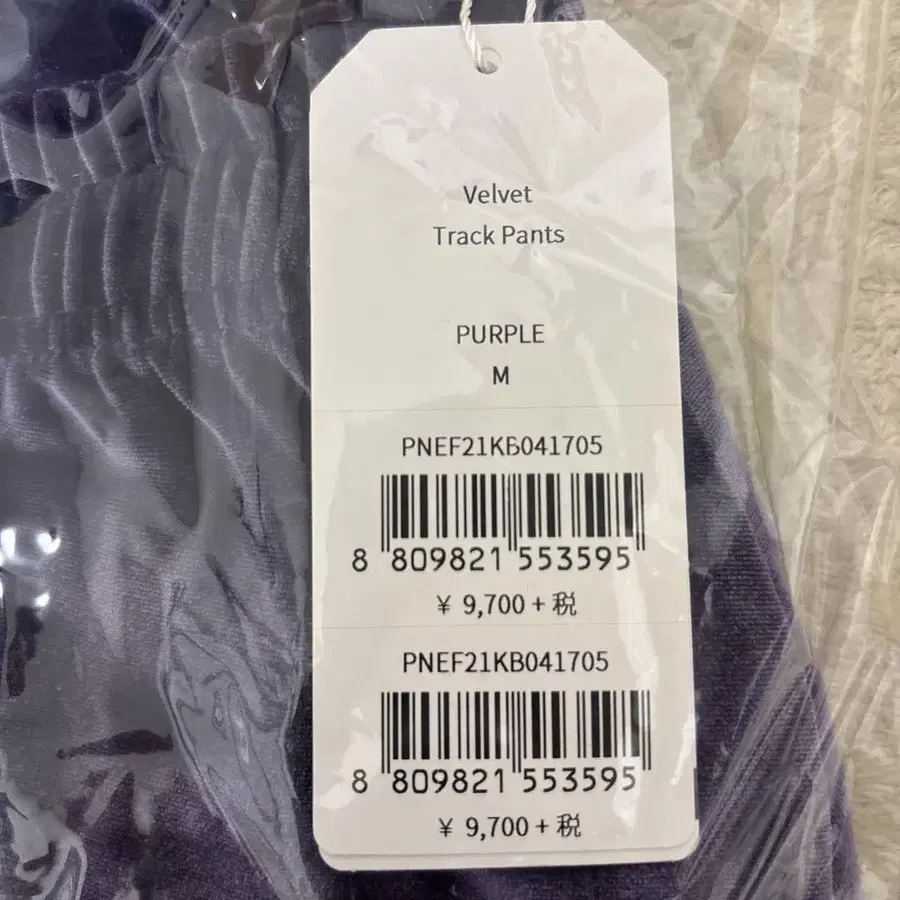 Velvet
Track Pants
PURPLE
M
PNEF21KB041705
8 809821 553595
¥ 9,700 + 税
PNEF21KB041705
8 809821 553595
¥ 9,700 + 税